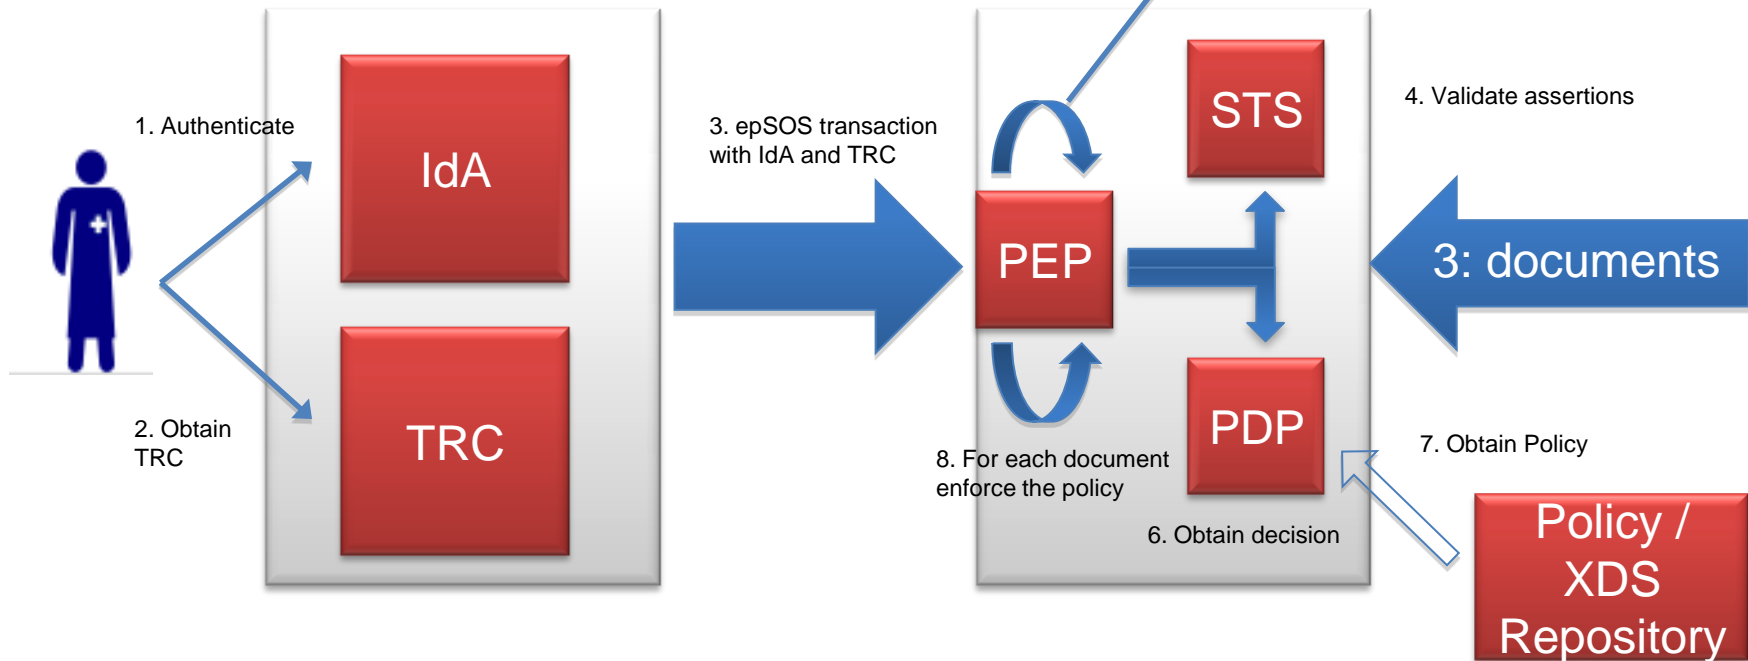 1. Authenticate
IdA
2. Obtain
TRC
TRC
3. epSOS transaction
with IdA and TRC
STS
4. Validate assertions
PEP
3: documents
PDP
8. For each document
enforce the policy
6. Obtain decision
7. Obtain Policy
Policy /
XDS
Repository